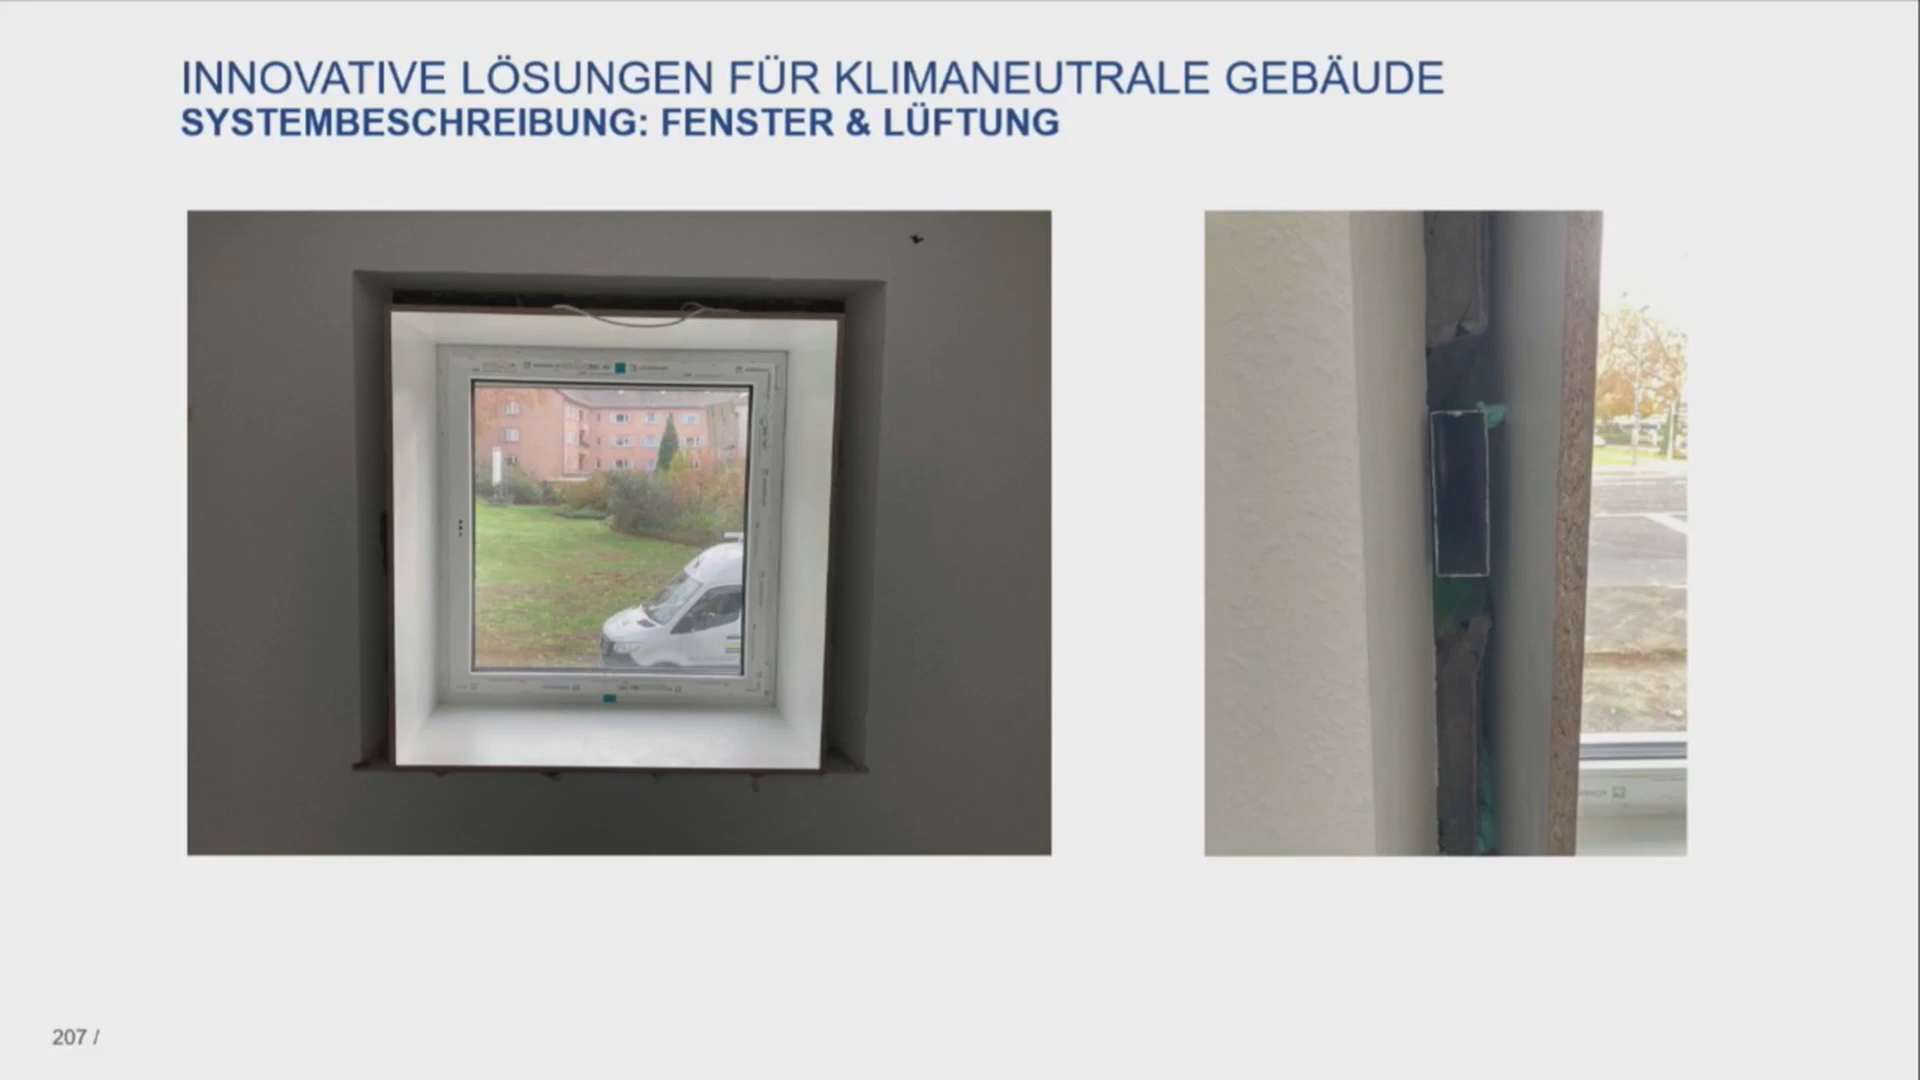 INNOVATIVE LÖSUNGEN FÜR KLIMANEUTRALE GEBÄUDE
SYSTEMBESCHREIBUNG: FENSTER & LÜFTUNG
207 /